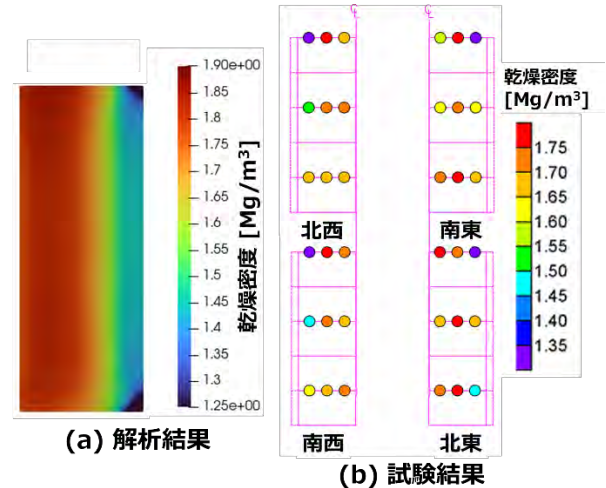 1.90e+00
1.85
1.8
1.75
1.7
1.65
1.6
1.55
1.5
1.45
1.4
1.35
1.3
1.25e+00
乾燥密度 [Mg/m³]
(a) 解析結果
℄
℄
北西
南東
南西
北東
乾燥密度
[Mg/m³]
1.75
1.70
1.65
1.60
1.55
1.50
1.45
1.40
1.35
(b) 試験結果